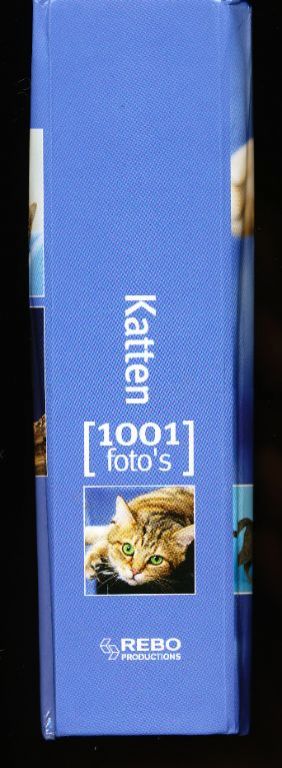 Katten
[1001
foto's]
REBO
PRODUCTIONS